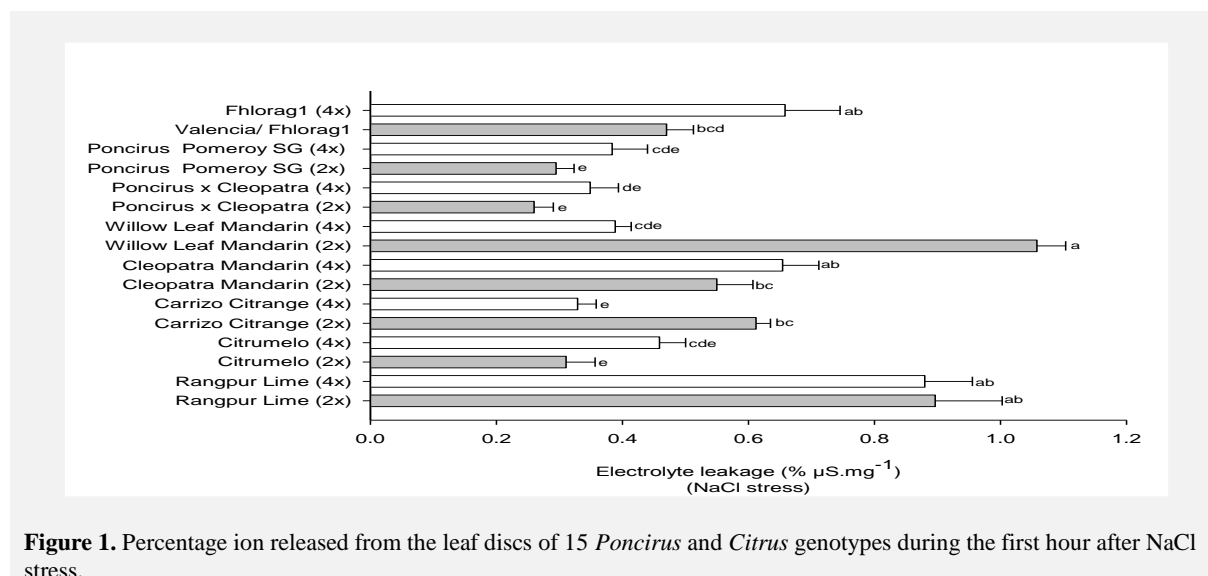 Fhlorag1 (4x)
ab
Valencia/ Fhlorag1
bcd
Poncirus Pomeroy SG (4x)
cde
Poncirus Pomeroy SG (2x)
e
Poncirus x Cleopatra (4x)
de
Poncirus x Cleopatra (2x)
e
Willow Leaf Mandarin (4x)
cde
Willow Leaf Mandarin (2x)
a
Cleopatra Mandarin (4x)
ab
Cleopatra Mandarin (2x)
bc
Carrizo Citrange (4x)
e
Carrizo Citrange (2x)
bc
Citrumelo (4x)
cde
Citrumelo (2x)
e
Rangpur Lime (4x)
ab
Rangpur Lime (2x)
ab
0.0 0.2 0.4 0.6 0.8 1.0 1.2
Electrolyte leakage (% µS.mg⁻¹)
(NaCl stress)
Figure 1. Percentage ion released from the leaf discs of 15 Poncirus and Citrus genotypes during the first hour after NaCl
stress.